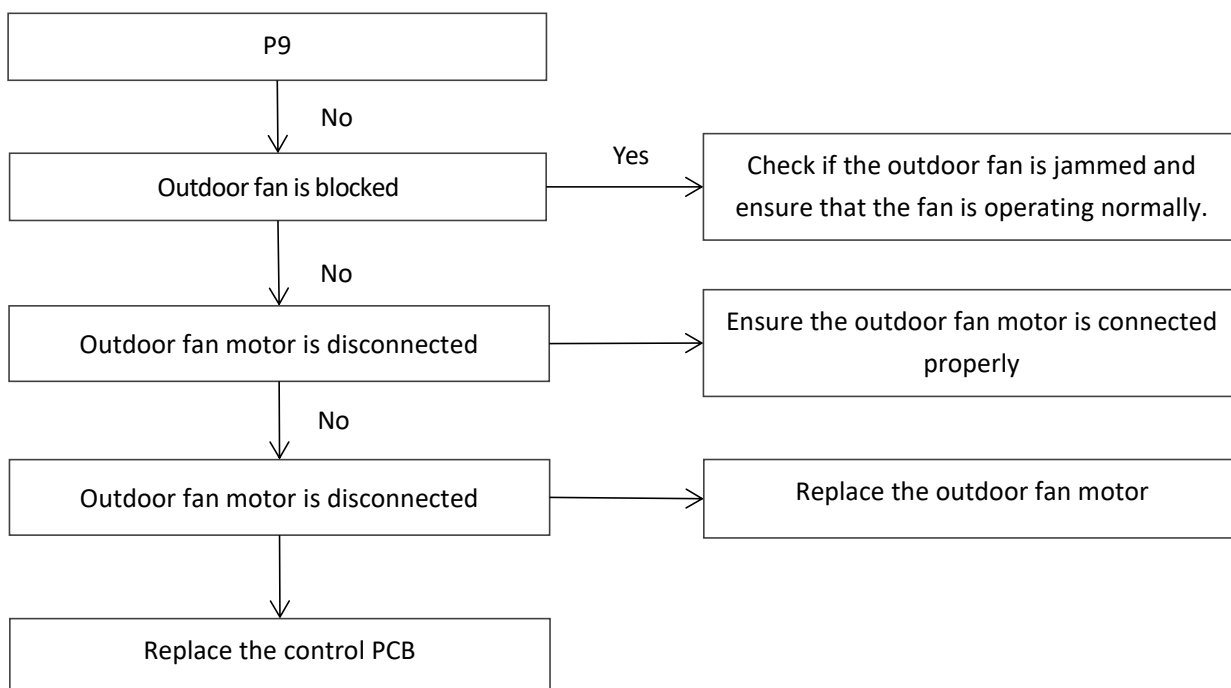 P9
No
Outdoor fan is blocked
Yes
Check if the outdoor fan is jammed and
ensure that the fan is operating normally.
No
Outdoor fan motor is disconnected
Ensure the outdoor fan motor is connected
properly
No
Outdoor fan motor is disconnected
Replace the outdoor fan motor
Replace the control PCB